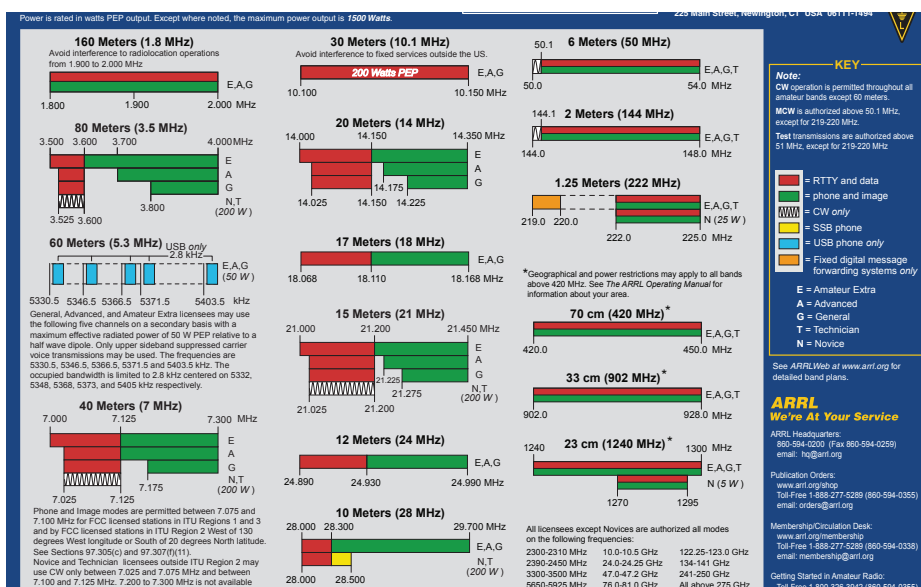 Power is rated in watts PEP output. Except where noted, the maximum power output is 1500 Watts.
225 Main Street, Newington, CT USA 06111-1494
160 Meters (1.8 MHz)
Avoid interference to radiolocation operations
from 1.900 to 2.000 MHz
E,A,G
1.800 1.900 2.000 MHz
80 Meters (3.5 MHz)
3.500 3.600 3.700 4.000 MHz
E
A
G
N,T
(200 W)
3.800
3.525 3.600
60 Meters (5.3 MHz)
USB only
2.8 kHz
E,A,G
(50 W)
5330.5 5346.5 5366.5 5371.5 5403.5 kHz
General, Advanced, and Amateur Extra licensees may use
the following five channels on a secondary basis with a
maximum effective radiated power of 50 W PEP relative to a
half wave dipole. Only upper sideband suppressed carrier
voice transmissions may be used. The frequencies are
5330.5, 5346.5, 5366.5, 5371.5 and 5403.5 kHz. The
occupied bandwidth is limited to 2.8 kHz centered on 5332,
5348, 5368, 5373, and 5405 kHz respectively.
40 Meters (7 MHz)
7.000 7.125 7.300 MHz
E
A
G
N,T
(200 W)
7.175
7.025 7.125
Phone and Image modes are permitted between 7.075 and
7.100 MHz for FCC licensed stations in ITU Regions 1 and 3
and by FCC licensed stations in ITU Region 2 West of 130
degrees West longitude or South of 20 degrees North latitude.
See Sections 97.305(c) and 97.307(f)(11).
Novice and Technician licensees outside ITU Region 2 may
use CW only between 7.025 and 7.075 MHz and between
7.100 and 7.125 MHz. 7.200 to 7.300 MHz is not available
30 Meters (10.1 MHz)
Avoid interference to fixed services outside the US.
200 Watts PEP
E,A,G
10.100 10.150 MHz
20 Meters (14 MHz)
14.000 14.150 14.350 MHz
E
A
G
14.175
14.025 14.150 14.225
17 Meters (18 MHz)
E,A,G
18.068 18.110 18.168 MHz
15 Meters (21 MHz)
21.000 21.200 21.450 MHz
E
A
G
21.225
21.275
N,T
(200 W)
21.025 21.200
12 Meters (24 MHz)
E,A,G
24.890 24.930 24.990 MHz
10 Meters (28 MHz)
28.000 28.300 29.700 MHz
E,A,G
N,T
(200 W)
28.000 28.500
6 Meters (50 MHz)
50.1
E,A,G,T
50.0 54.0 MHz
2 Meters (144 MHz)
144.1
E,A,G,T
144.0 148.0 MHz
1.25 Meters (222 MHz)
E,A,G,T
N (25 W)
219.0 220.0
222.0 225.0 MHz
*Geographical and power restrictions may apply to all bands
above 420 MHz. See The ARRL Operating Manual for
information about your area.
70 cm (420 MHz)*
E,A,G,T
420.0 450.0 MHz
33 cm (902 MHz)*
E,A,G,T
902.0 928.0 MHz
23 cm (1240 MHz)*
1240 1300 MHz
E,A,G,T
N (5 W)
1270 1295
All licensees except Novices are authorized all modes
on the following frequencies:
2300-2310 MHz 10.0-10.5 GHz 122.25-123.0 GHz
2390-2450 MHz 24.0-24.25 GHz 134-141 GHz
3300-3500 MHz 47.0-47.2 GHz 241-250 GHz
5650-5925 MHz 76.0-81.0 GHz All above 275 GHz
KEY
Note:
CW operation is permitted throughout all
amateur bands except 60 meters.
MCW is authorized above 50.1 MHz,
except for 219-220 MHz.
Test transmissions are authorized above
51 MHz, except for 219-220 MHz
= RTTY and data
= phone and image
= CW only
= SSB phone
= USB phone only
= Fixed digital message
forwarding systems only
E = Amateur Extra
A = Advanced
G = General
T = Technician
N = Novice
See ARRLWeb at www.arrl.org for
detailed band plans.
ARRL
We're At Your Service
ARRL Headquarters:
860-594-0200 (Fax 860-594-0259)
email: hq@arrl.org
Publication Orders:
www.arrl.org/shop
Toll-Free 1-888-277-5289 (860-594-0355)
email: orders@arrl.org
Membership/Circulation Desk:
www.arrl.org/membership
Toll-Free 1-888-277-5289 (860-594-0338)
email: membership@arrl.org
Getting Started in Amateur Radio:
Toll-Free 1-800-326-3942 (860-594-0355)